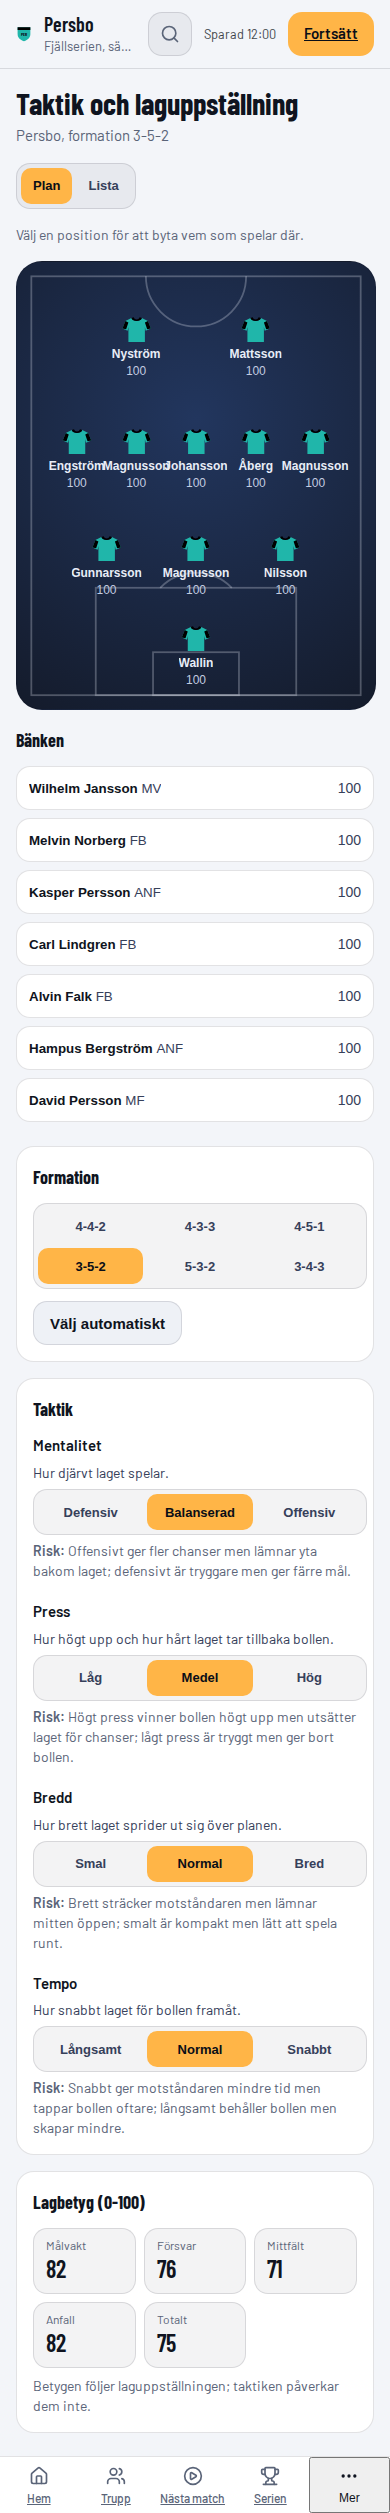 Persbo
Fjällserien, sä...
Sparad 12:00
Fortsätt
Taktik och laguppställning
Persbo, formation 3-5-2
Plan Lista
Välj en position för att byta vem som spelar där.
Nyström Mattsson
100 100
Engström Magnusson Johansson Åberg Magnusson
100 100 100 100 100
Gunnarsson Magnusson Nilsson
100 100 100
Wallin
100
Bänken
Wilhelm Jansson MV 100
Melvin Norberg FB 100
Kasper Persson ANF 100
Carl Lindgren FB 100
Alvin Falk FB 100
Hampus Bergström ANF 100
David Persson MF 100
Formation
4-4-2 4-3-3 4-5-1
3-5-2 5-3-2 3-4-3
Välj automatiskt
Taktik
Mentalitet
Hur djärvt laget spelar.
Defensiv Balanserad Offensiv
Risk: Offensivt ger fler chanser men lämnar yta
bakom laget; defensivt är tryggare men ger färre mål.
Press
Hur högt upp och hur hårt laget tar tillbaka bollen.
Låg Medel Hög
Risk: Högt press vinner bollen högt upp men utsätter
laget för chanser; lågt press är tryggt men ger bort
bollen.
Bredd
Hur brett laget sprider ut sig över planen.
Smal Normal Bred
Risk: Brett sträcker motståndaren men lämnar
mitten öppen; smalt är kompakt men lätt att spela
runt.
Tempo
Hur snabbt laget för bollen framåt.
Långsamt Normal Snabbt
Risk: Snabbt ger motståndaren mindre tid men
tappar bollen oftare; långsamt behåller bollen men
skapar mindre.
Lagbetyg (0-100)
Målvakt Försvar Mittfält
82 76 71
Anfall Totalt
82 75
Betygen följer laguppställningen; taktiken påverkar
dem inte.
Hem Trupp Nästa match Serien Mer